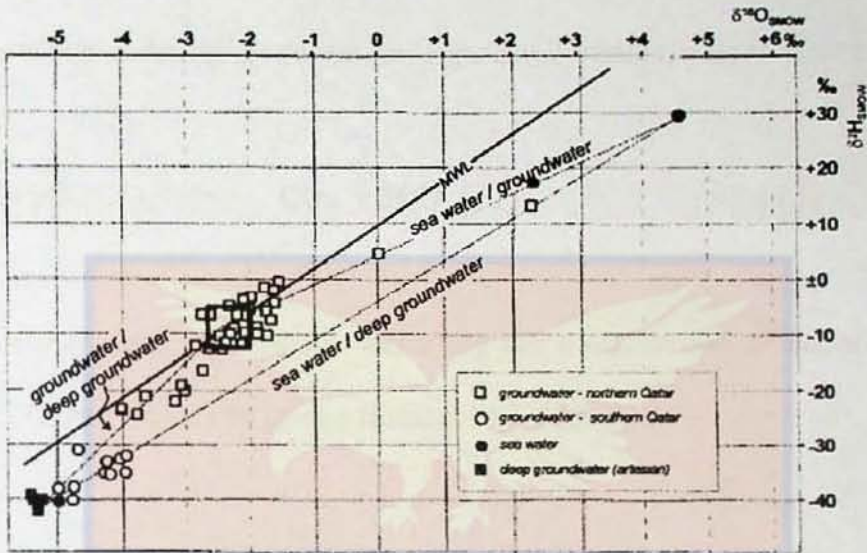 δ¹⁸O SMOW
-5 -4 -3 -2 -1 0 +1 +2 +3 +4 +5 +6 ‰
‰
δ²H SMOW
+30
+20
+10
±0
-10
-20
-30
-40
MWL
sea water / groundwater
sea water / deep groundwater
groundwater /
deep groundwater
groundwater - northern Qatar
groundwater - southern Qatar
sea water
deep groundwater (artesian)